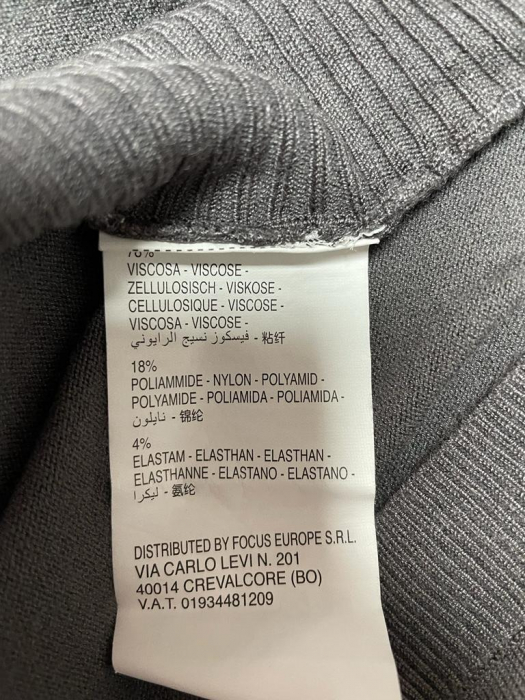 VISCOSA - VISCOSE -
ZELLULOSISCH - VISKOSE -
CELLULOSIQUE - VISCOSE -
VISCOSA - VISCOSE -
فيسكوز نسيج الرايوني - 粘纤
18%
POLIAMMIDE - NYLON - POLYAMID -
POLYAMIDE - POLIAMIDA - POLIAMIDA -
نايلون - 锦纶
4%
ELASTAM - ELASTHAN - ELASTHAN -
ELASTHANNE - ELASTANO - ELASTANO -
ليكرا - 氨纶
DISTRIBUTED BY FOCUS EUROPE S.R.L.
VIA CARLO LEVI N. 201
40014 CREVALCORE (BO)
V.A.T. 01934481209